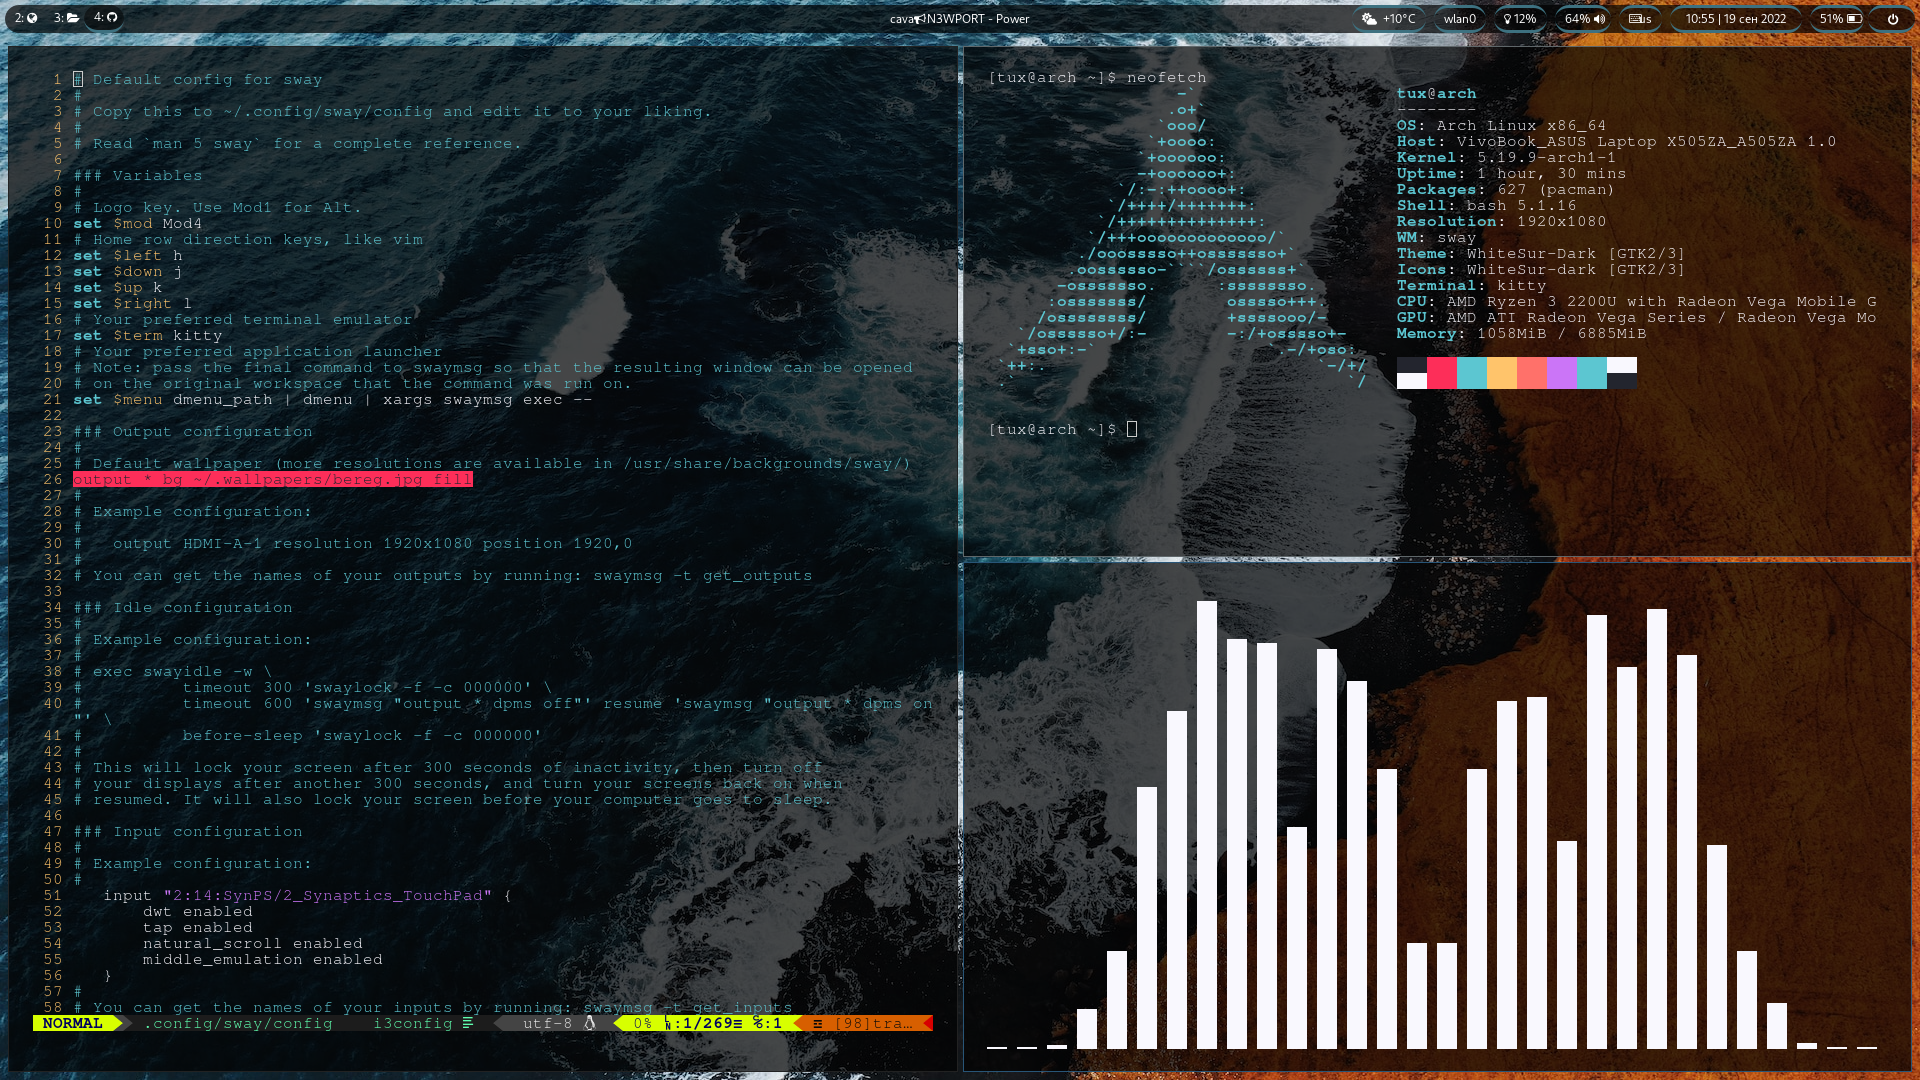 2: 3: 4:
cava N3WPORT - Power
+10°C wlan0 12% 64% us 10:55 | 19 сен 2022 51%
1 # Default config for sway
2 #
3 # Copy this to ~/.config/sway/config and edit it to your liking.
4 #
5 # Read `man 5 sway` for a complete reference.
6
7 ### Variables
8 #
9 # Logo key. Use Mod1 for Alt.
10 set $mod Mod4
11 # Home row direction keys, like vim
12 set $left h
13 set $down j
14 set $up k
15 set $right l
16 # Your preferred terminal emulator
17 set $term kitty
18 # Your preferred application launcher
19 # Note: pass the final command to swaymsg so that the resulting window can be opened
20 # on the original workspace that the command was run on.
21 set $menu dmenu_path | dmenu | xargs swaymsg exec --
22
23 ### Output configuration
24 #
25 # Default wallpaper (more resolutions are available in /usr/share/backgrounds/sway/)
26 output * bg ~/.wallpapers/bereg.jpg fill
27 #
28 # Example configuration:
29 #
30 #   output HDMI-A-1 resolution 1920x1080 position 1920,0
31 #
32 # You can get the names of your outputs by running: swaymsg -t get_outputs
33
34 ### Idle configuration
35 #
36 # Example configuration:
37 #
38 # exec swayidle -w \
39 #          timeout 300 'swaylock -f -c 000000' \
40 #          timeout 600 'swaymsg "output * dpms off"' resume 'swaymsg "output * dpms on
"' \
41 #          before-sleep 'swaylock -f -c 000000'
42 #
43 # This will lock your screen after 300 seconds of inactivity, then turn off
44 # your displays after another 300 seconds, and turn your screens back on when
45 # resumed. It will also lock your screen before your computer goes to sleep.
46
47 ### Input configuration
48 #
49 # Example configuration:
50 #
51    input "2:14:SynPS/2_Synaptics_TouchPad" {
52        dwt enabled
53        tap enabled
54        natural_scroll enabled
55        middle_emulation enabled
56    }
57 #
58 # You can get the names of your inputs by running: swaymsg -t get_inputs
NORMAL .config/sway/config i3config utf-8 0% :1/269 :1 [98]tra…
[tux@arch ~]$ neofetch
tux@arch
--------
OS: Arch Linux x86_64
Host: VivoBook_ASUS Laptop X505ZA_A505ZA 1.0
Kernel: 5.19.9-arch1-1
Uptime: 1 hour, 30 mins
Packages: 627 (pacman)
Shell: bash 5.1.16
Resolution: 1920x1080
WM: sway
Theme: WhiteSur-Dark [GTK2/3]
Icons: WhiteSur-dark [GTK2/3]
Terminal: kitty
CPU: AMD Ryzen 3 2200U with Radeon Vega Mobile G
GPU: AMD ATI Radeon Vega Series / Radeon Vega Mo
Memory: 1058MiB / 6885MiB
[tux@arch ~]$